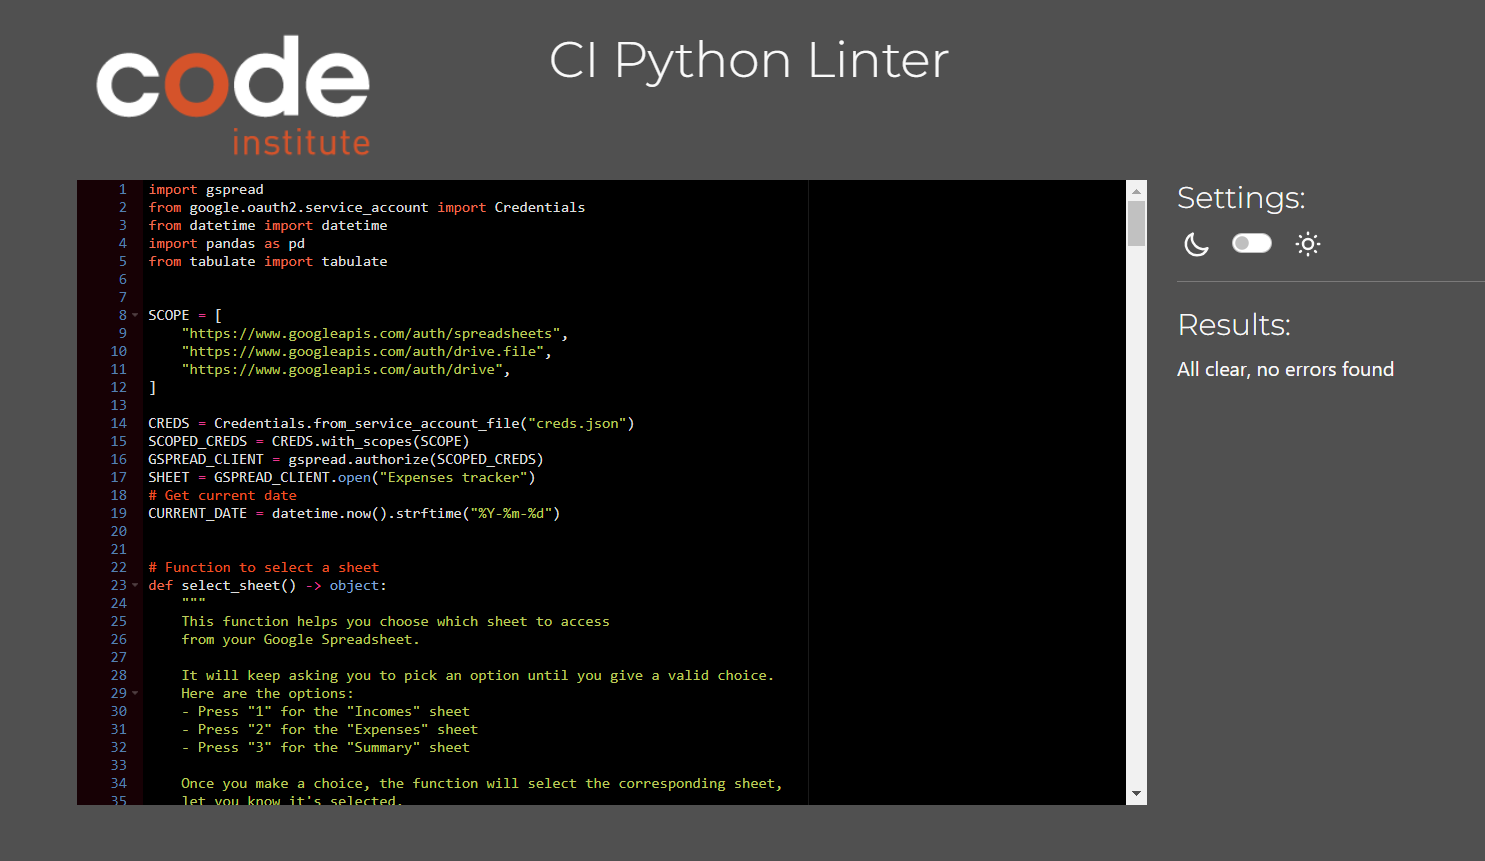 code
institute
CI Python Linter
1 import gspread
2 from google.oauth2.service_account import Credentials
3 from datetime import datetime
4 import pandas as pd
5 from tabulate import tabulate
6
7
8 SCOPE = [
9     "https://www.googleapis.com/auth/spreadsheets",
10     "https://www.googleapis.com/auth/drive.file",
11     "https://www.googleapis.com/auth/drive",
12 ]
13
14 CREDS = Credentials.from_service_account_file("creds.json")
15 SCOPED_CREDS = CREDS.with_scopes(SCOPE)
16 GSPREAD_CLIENT = gspread.authorize(SCOPED_CREDS)
17 SHEET = GSPREAD_CLIENT.open("Expenses tracker")
18 # Get current date
19 CURRENT_DATE = datetime.now().strftime("%Y-%m-%d")
20
21
22 # Function to select a sheet
23 def select_sheet() -> object:
24     """
25     This function helps you choose which sheet to access
26     from your Google Spreadsheet.
27
28     It will keep asking you to pick an option until you give a valid choice.
29     Here are the options:
30     - Press "1" for the "Incomes" sheet
31     - Press "2" for the "Expenses" sheet
32     - Press "3" for the "Summary" sheet
33
34     Once you make a choice, the function will select the corresponding sheet,
35     let you know it's selected.
Settings:
Results:
All clear, no errors found